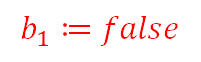 b₁ := false